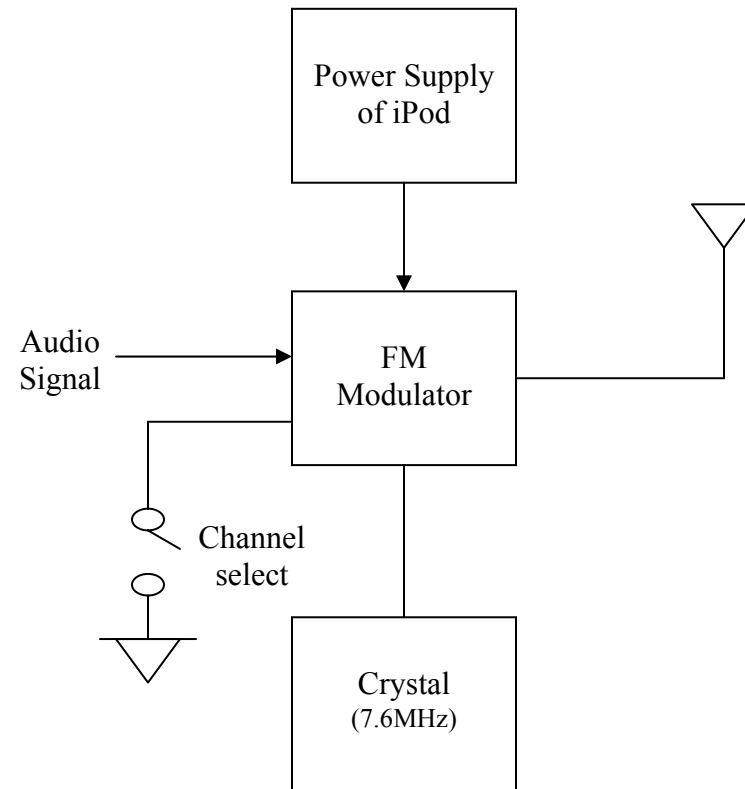 Power Supply
of iPod
Audio
Signal
FM
Modulator
Channel
select
Crystal
(7.6MHz)